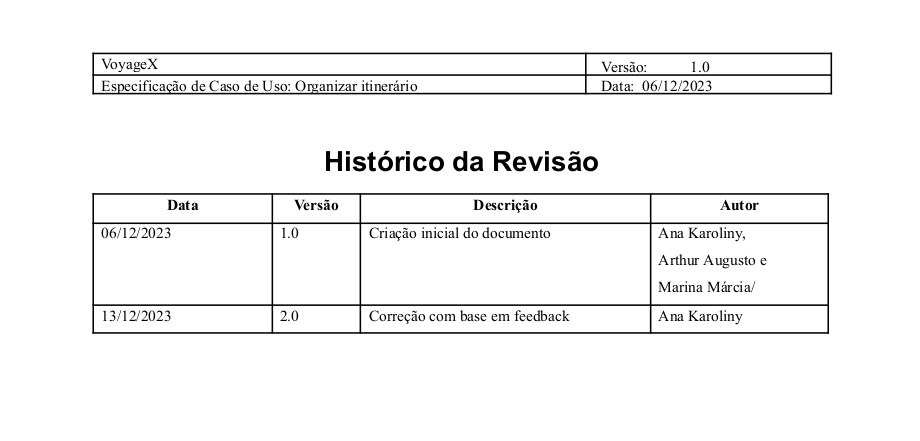 VoyageX
Versão: 1.0
Especificação de Caso de Uso: Organizar itinerário
Data: 06/12/2023
Histórico da Revisão
Data Versão Descrição Autor
06/12/2023 1.0 Criação inicial do documento Ana Karoliny,
Arthur Augusto e
Marina Márcia/
13/12/2023 2.0 Correção com base em feedback Ana Karoliny